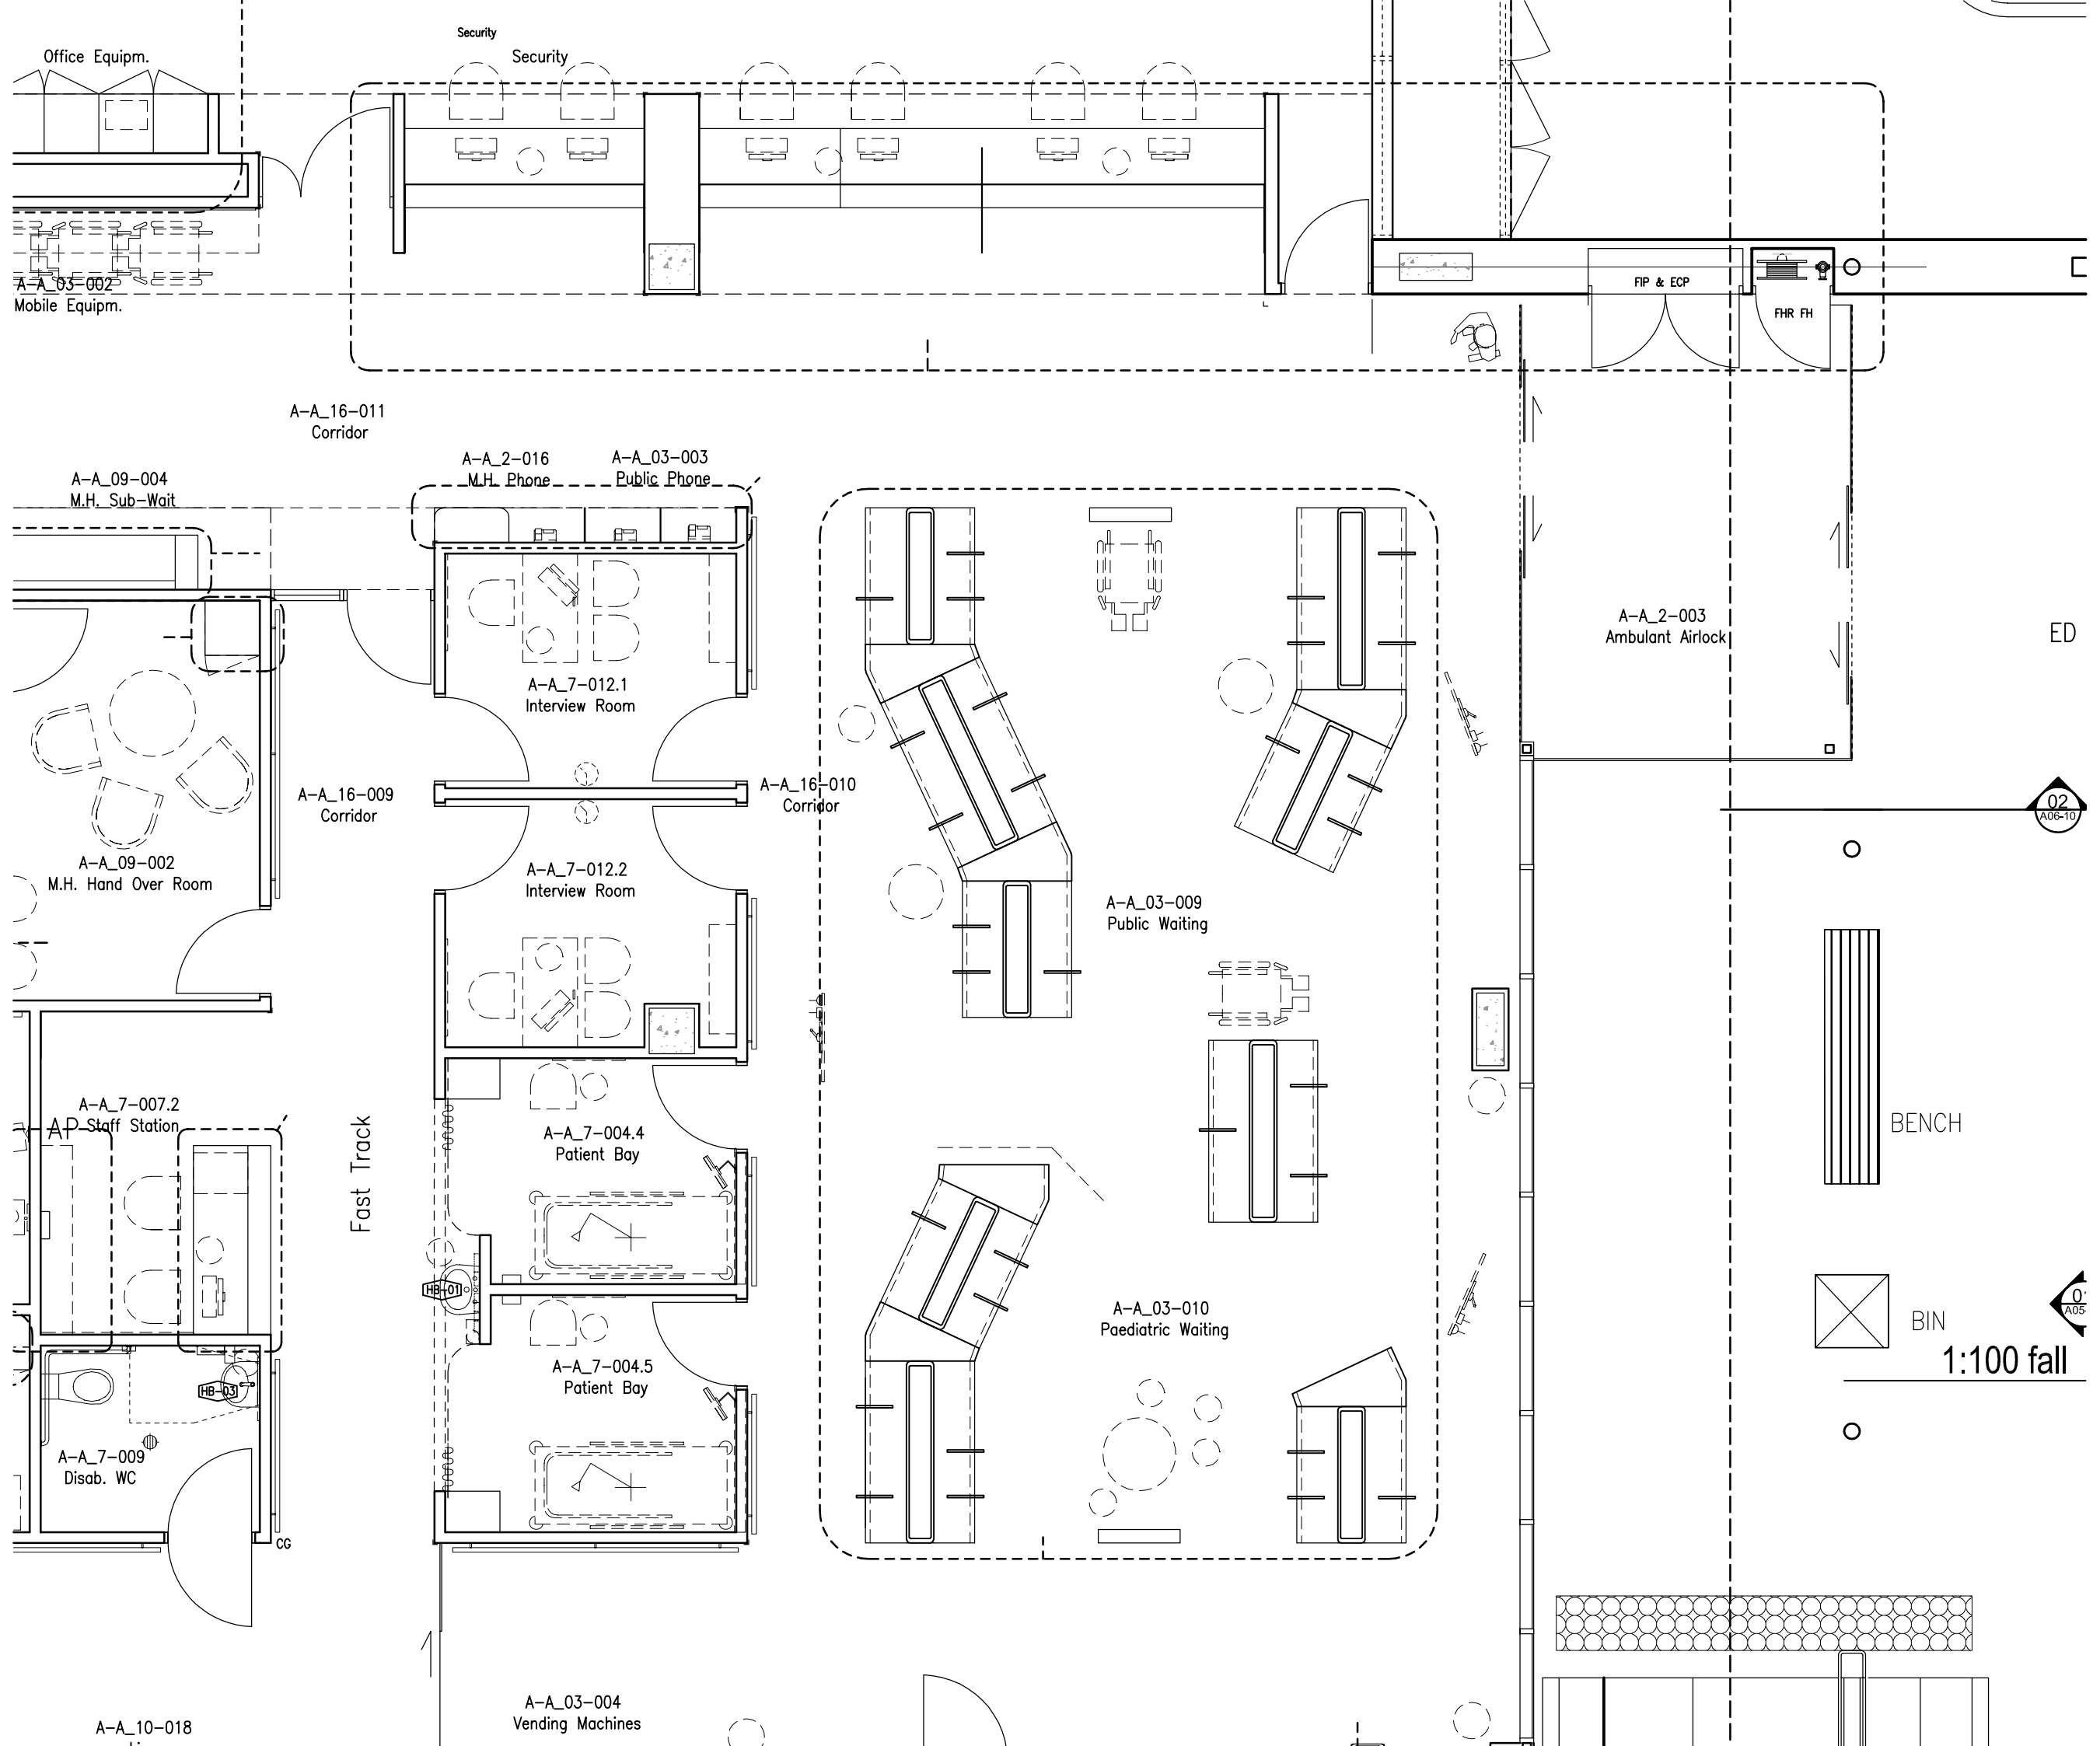 Security
Office Equipm.
Security
A-A_03-002
Mobile Equipm.
FIP & ECP
FHR FH
A-A_16-011
Corridor
A-A_2-016
M.H. Phone
A-A_03-003
Public Phone
A-A_09-004
M.H. Sub-Wait
A-A_2-003
Ambulant Airlock
ED
A-A_7-012.1
Interview Room
A-A_16-009
Corridor
A-A_16-010
Corridor
02
A06-10
A-A_09-002
M.H. Hand Over Room
A-A_7-012.2
Interview Room
A-A_03-009
Public Waiting
A-A_7-007.2
AP Staff Station
Fast Track
A-A_7-004.4
Patient Bay
BENCH
HB-01
A-A_03-010
Paediatric Waiting
BIN
A05-
1:100 fall
A-A_7-004.5
Patient Bay
HB-03
A-A_7-009
Disab. WC
CG
A-A_03-004
Vending Machines
A-A_10-018